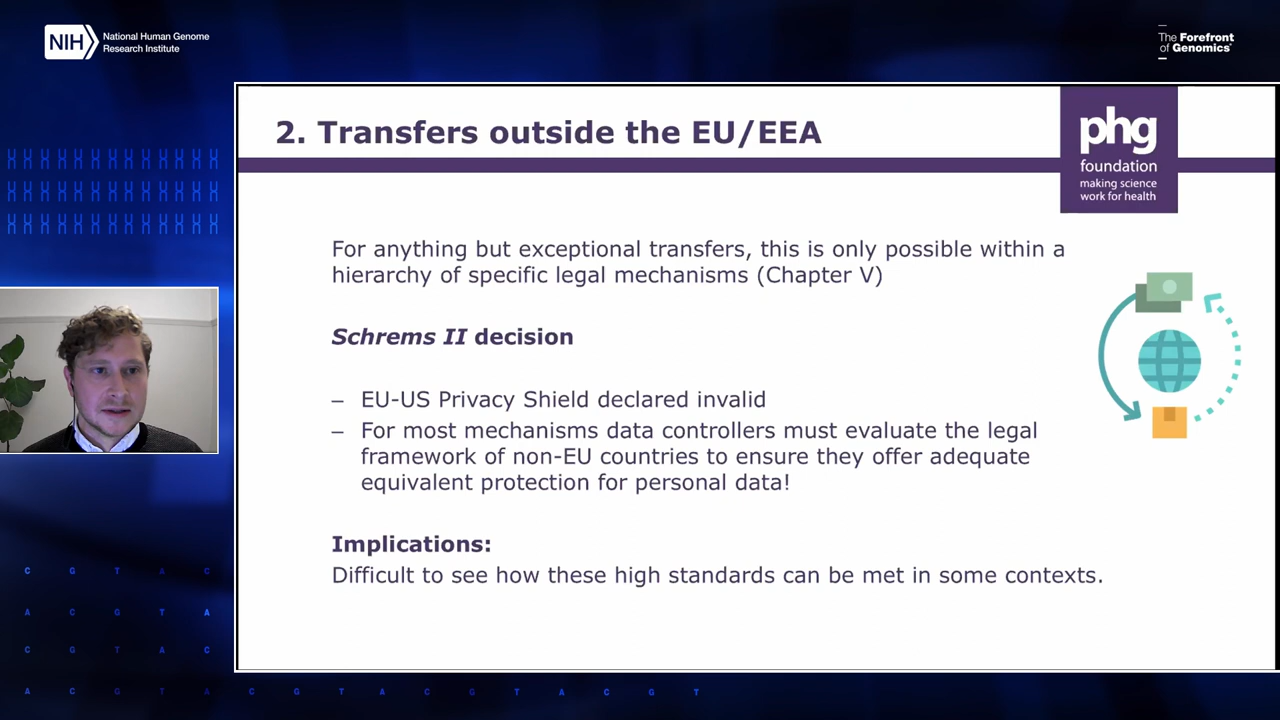 NIH
National Human Genome
Research Institute
The Forefront
of Genomics®
2. Transfers outside the EU/EEA
phg
foundation
making science
work for health
For anything but exceptional transfers, this is only possible within a
hierarchy of specific legal mechanisms (Chapter V)
Schrems II decision
– EU-US Privacy Shield declared invalid
– For most mechanisms data controllers must evaluate the legal
framework of non-EU countries to ensure they offer adequate
equivalent protection for personal data!
Implications:
Difficult to see how these high standards can be met in some contexts.
C G T A C
A C G T A
C G T A C
A C G T A C G T A C G T A C G T